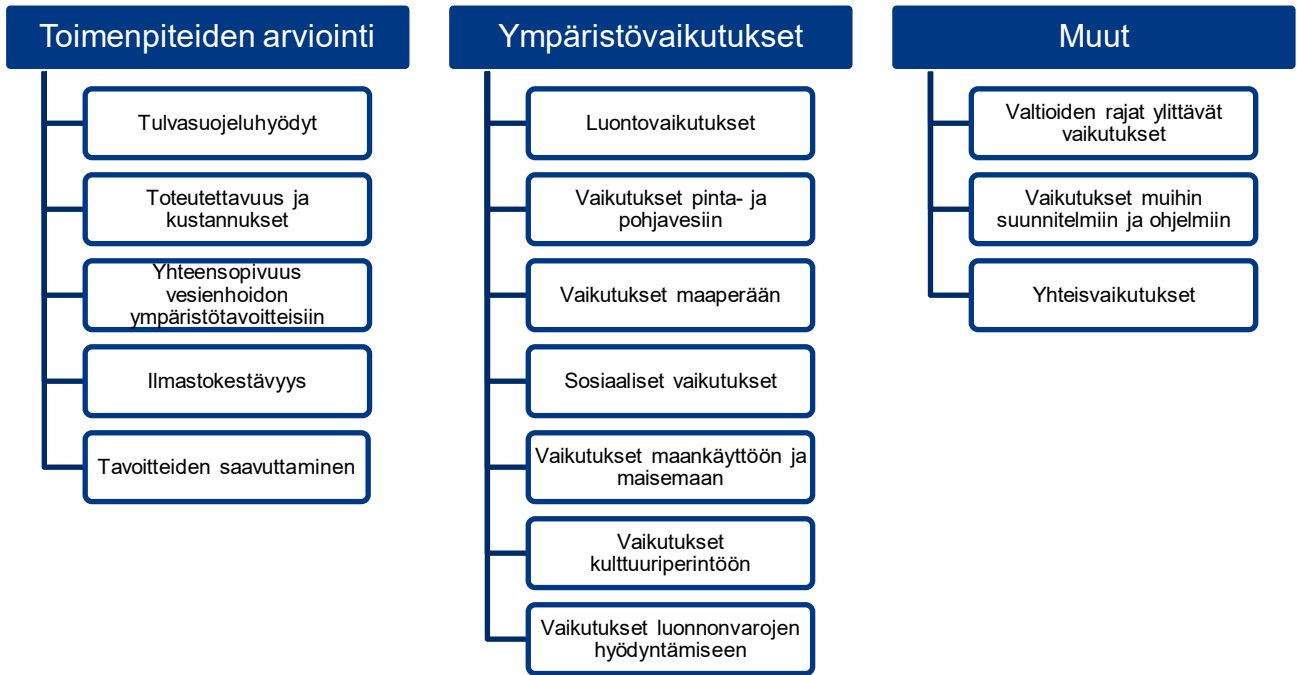 Toimenpiteiden arviointi
Tulvasuojeluhyödyt
Toteutettavuus ja
kustannukset
Yhteensopivuus
vesienhoidon
ympäristötavoitteisiin
Ilmastokestävyys
Tavoitteiden saavuttaminen
Ympäristövaikutukset
Luontovaikutukset
Vaikutukset pinta- ja
pohjavesiin
Vaikutukset maaperään
Sosiaaliset vaikutukset
Vaikutukset maankäyttöön ja
maisemaan
Vaikutukset
kulttuuriperintöön
Vaikutukset luonnonvarojen
hyödyntämiseen
Muut
Valtioiden rajat ylittävät
vaikutukset
Vaikutukset muihin
suunnitelmiin ja ohjelmiin
Yhteisvaikutukset